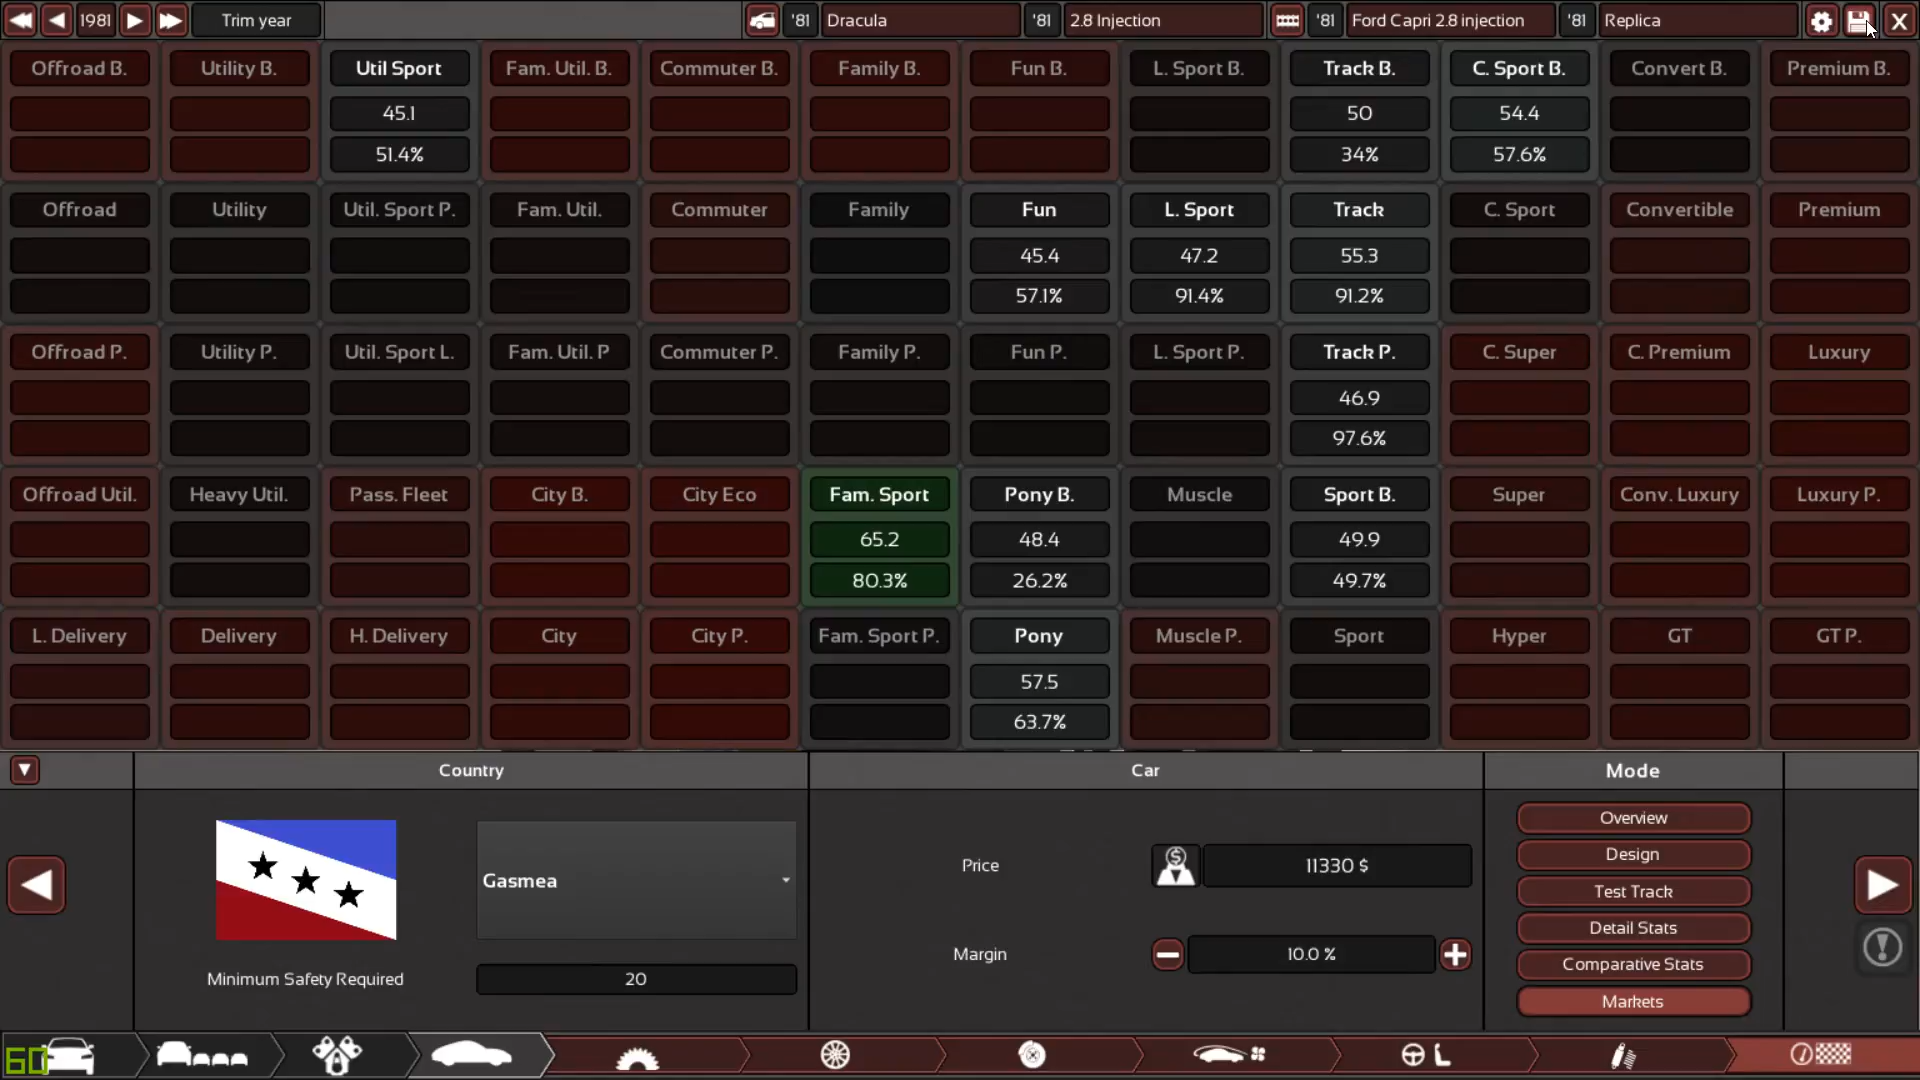 1981 Trim year '81 Dracula '81 2.8 Injection '81 Ford Capri 2.8 injection '81 Replica
Offroad B. Utility B. Util Sport Fam. Util. B. Commuter B. Family B. Fun B. L. Sport B. Track B. C. Sport B. Convert B. Premium B.
45.1 50 54.4
51.4% 34% 57.6%
Offroad Utility Util. Sport P. Fam. Util. Commuter Family Fun L. Sport Track C. Sport Convertible Premium
45.4 47.2 55.3
57.1% 91.4% 91.2%
Offroad P. Utility P. Util. Sport L. Fam. Util. P Commuter P. Family P. Fun P. L. Sport P. Track P. C. Super C. Premium Luxury
46.9
97.6%
Offroad Util. Heavy Util. Pass. Fleet City B. City Eco Fam. Sport Pony B. Muscle Sport B. Super Conv. Luxury Luxury P.
65.2 48.4 49.9
80.3% 26.2% 49.7%
L. Delivery Delivery H. Delivery City City P. Fam. Sport P. Pony Muscle P. Sport Hyper GT GT P.
57.5
63.7%
Country Car Mode
Overview
Design
Price 11330 $
Gasmea
Test Track
Detail Stats
Margin 10.0 %
Comparative Stats
Minimum Safety Required 20
Markets
60